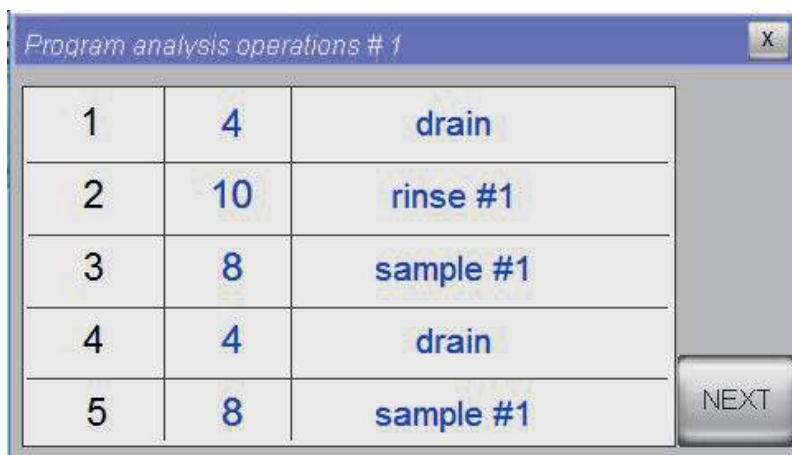 Program analysis operations # 1 X
1 4 drain
2 10 rinse #1
3 8 sample #1
4 4 drain
5 8 sample #1
NEXT